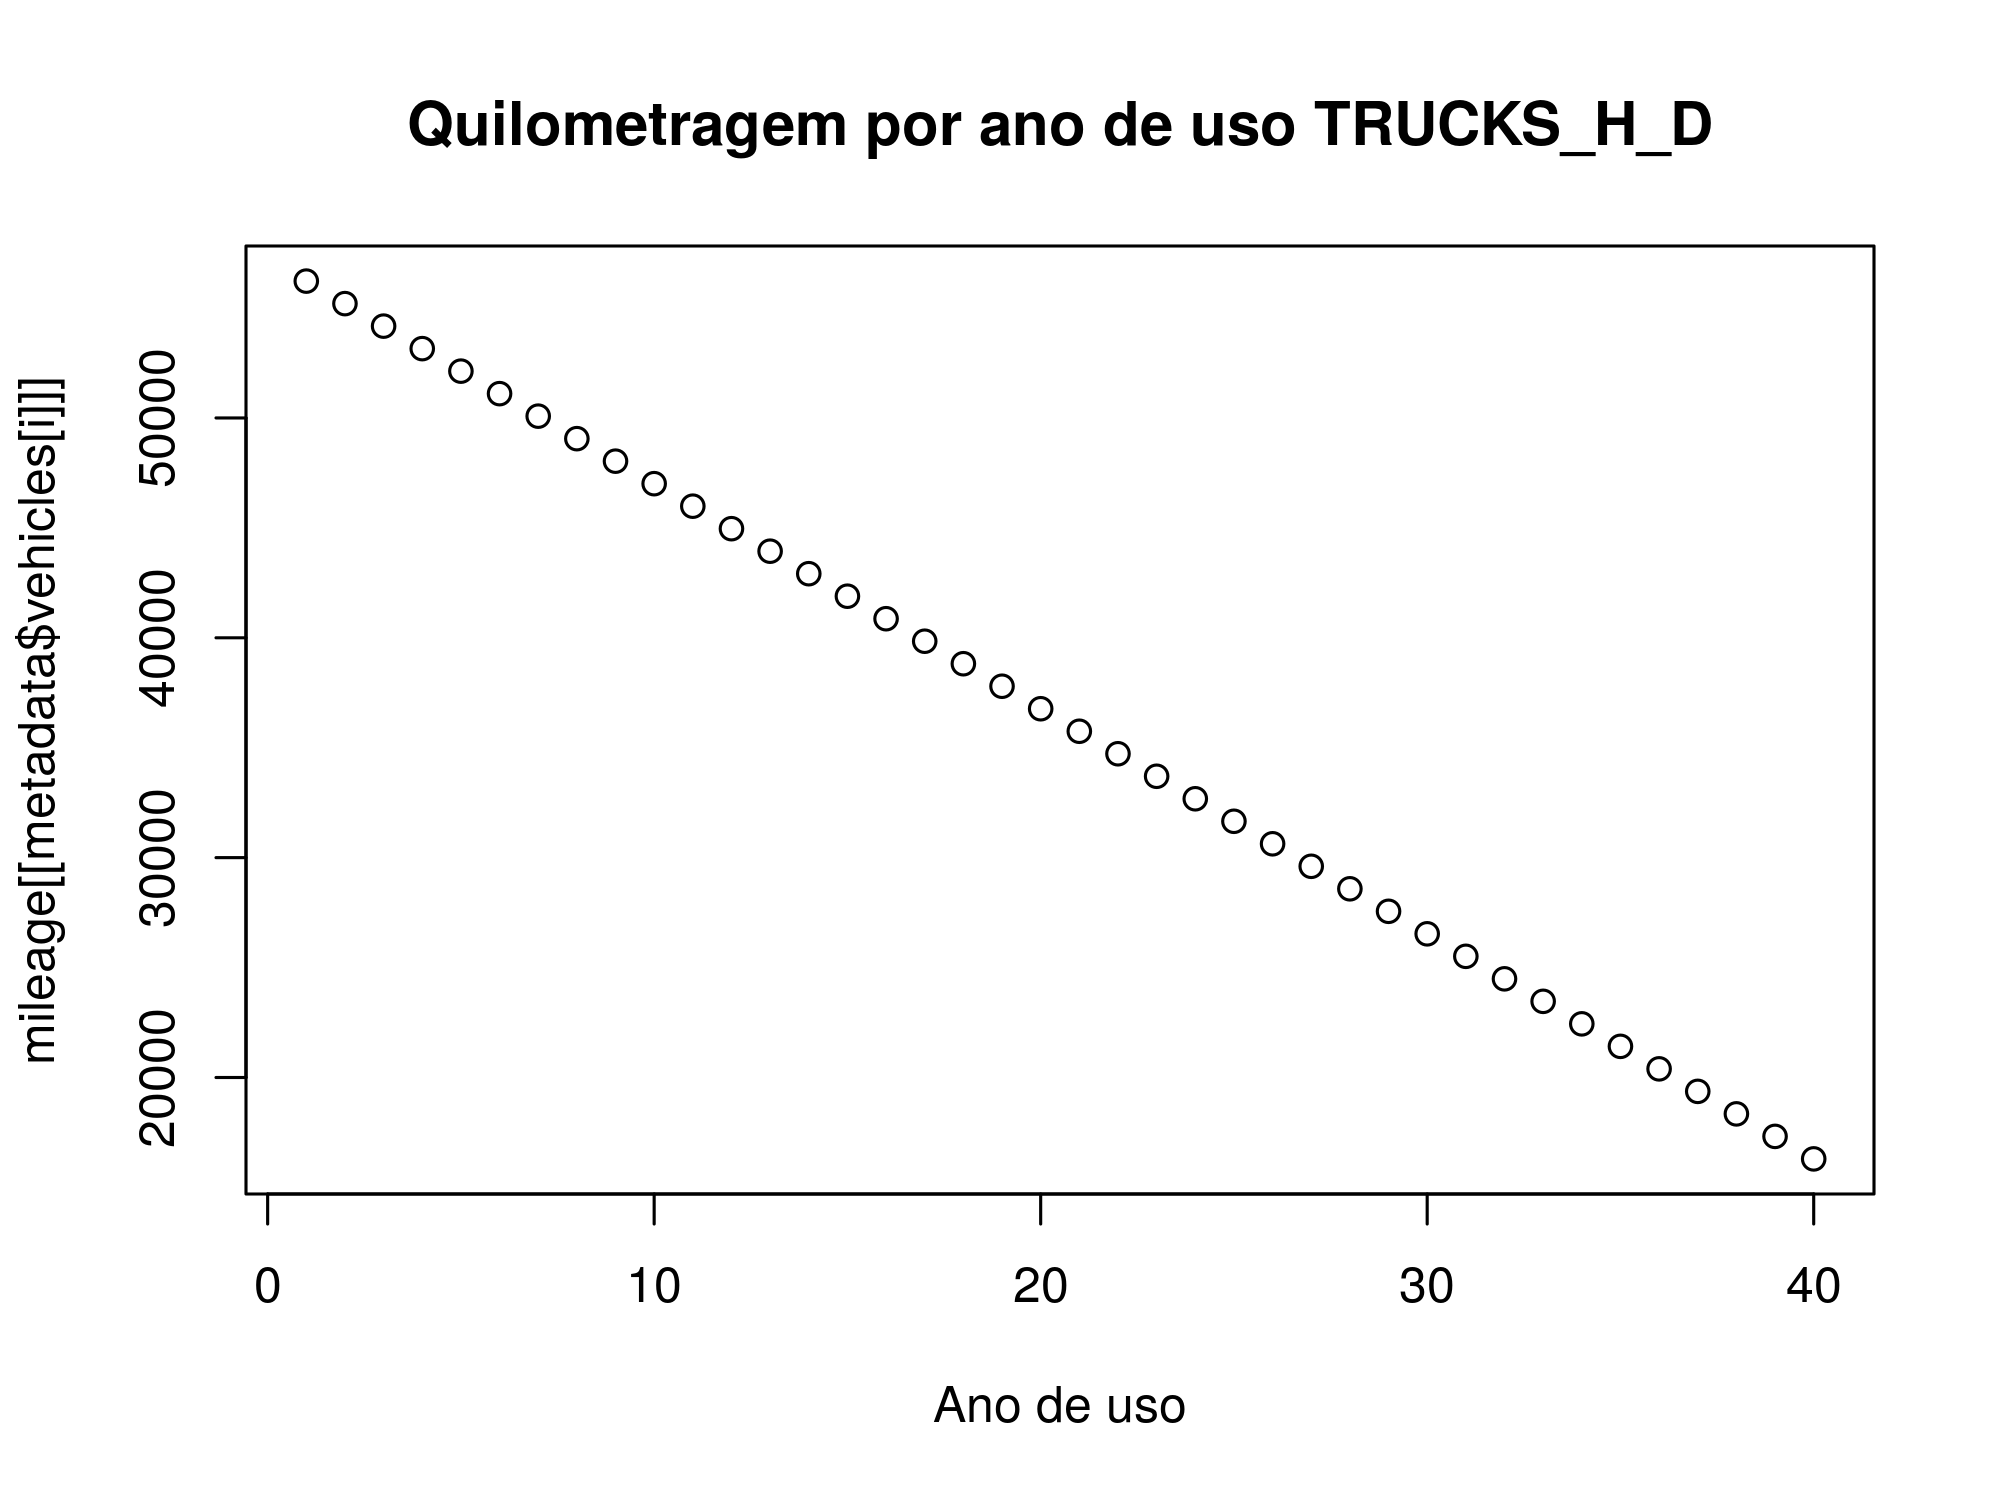 Quilometragem por ano de uso TRUCKS_H_D
mileage[[metadata$vehicles[i]]]
50000
40000
30000
20000
0 10 20 30 40
Ano de uso